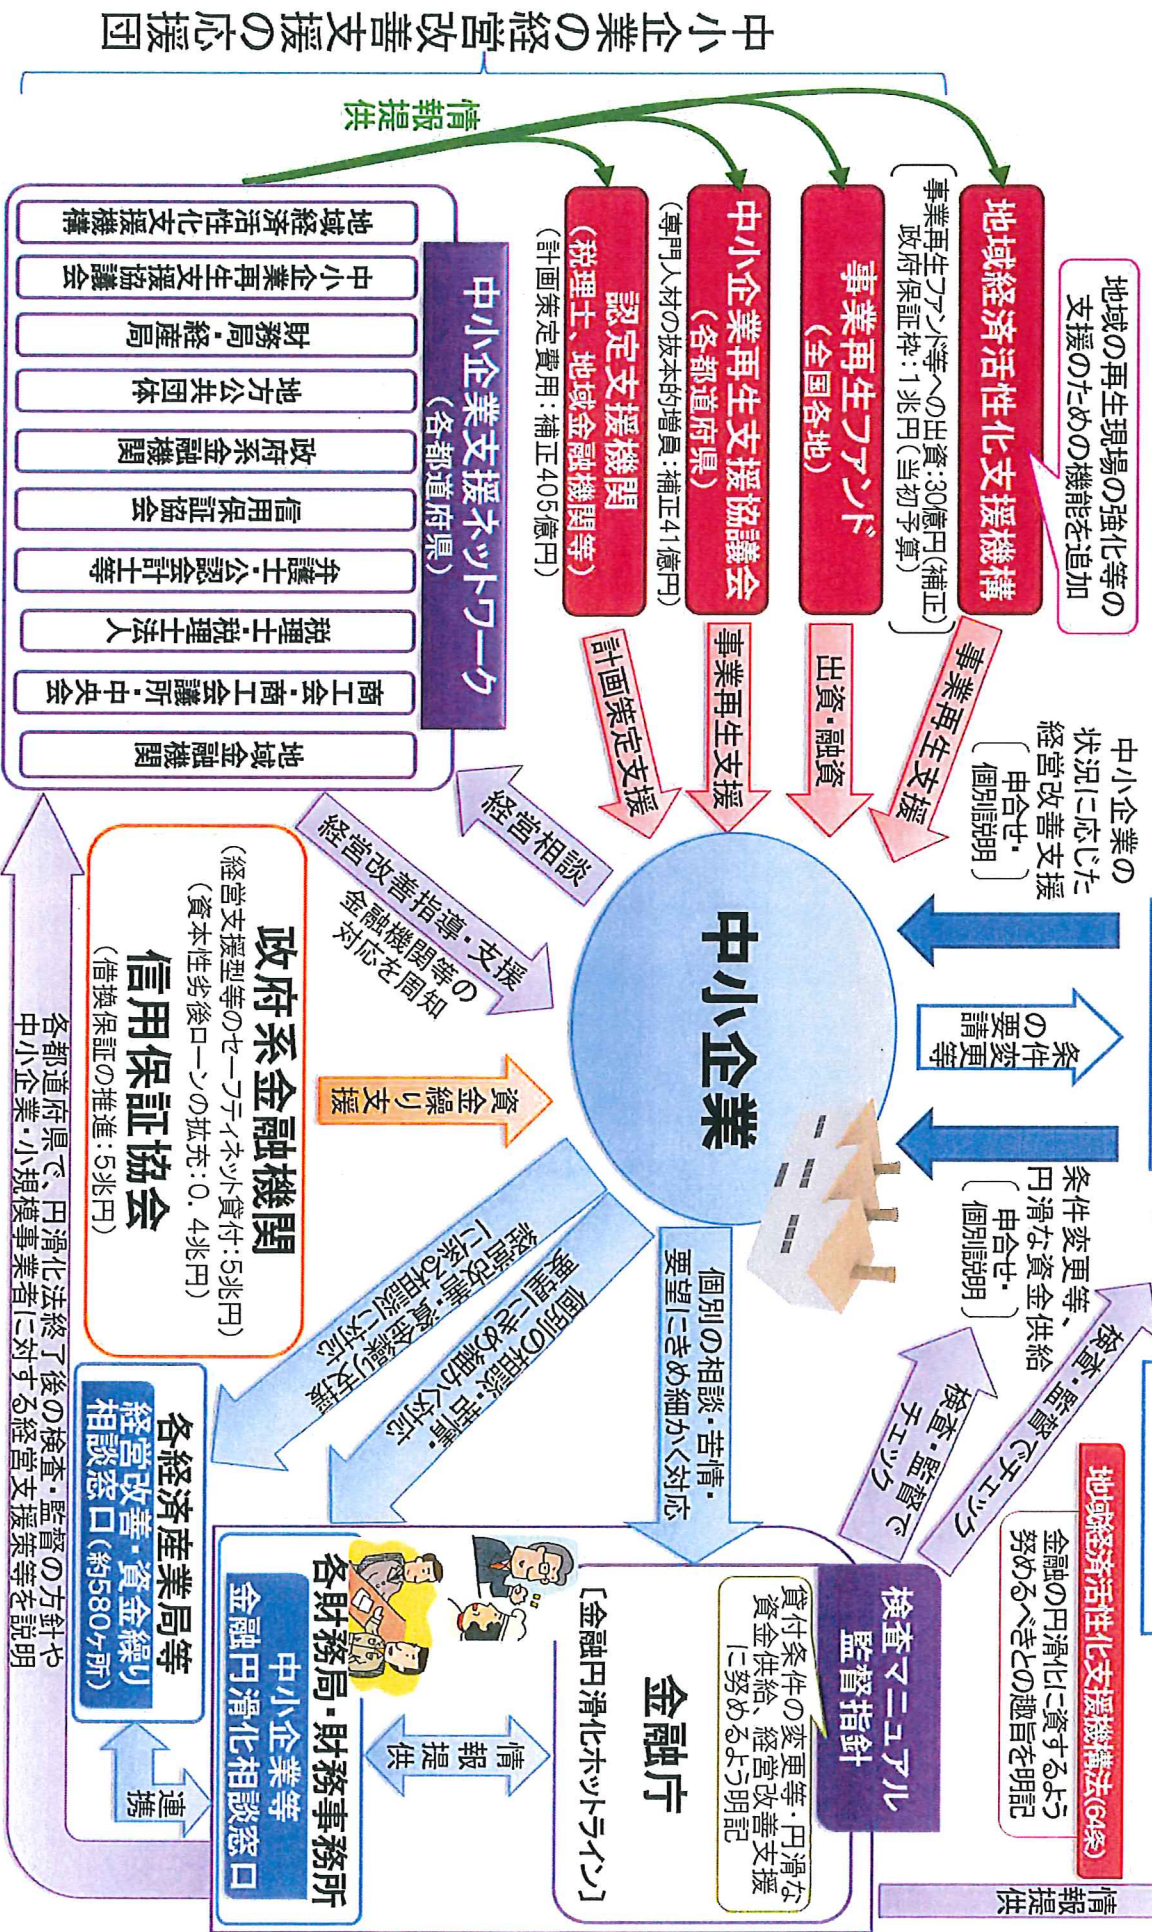 中小企業の
状況に応じた
経営改善支援
申合せ・
個別説明
条件の
変更等
の要請
条件変更等・
円滑な資金供給
申合せ・
個別説明
検査・監督でチェック
検査・監督で
チェック
地域経済活性化支援機構法(64条)
金融の円滑化に資するよう
努めるべきとの趣旨を明記
情報提供
地域の再生現場の強化等の
支援のための機能を追加
地域経済活性化支援機構
事業再生ファンド等への出資:30億円(補正)
政府保証枠:1兆円(当初予算)
事業再生ファンド
(全国各地)
中小企業再生支援協議会
(各都道府県)
(専門人材の抜本的増員:補正41億円)
認定支援機関
(税理士、地域金融機関等)
(計画策定費用:補正405億円)
事業再生支援
出資・融資
事業再生支援
計画策定支援
中小企業
検査マニュアル
監督指針
貸付条件の変更等・円滑な
資金供給、経営改善支援
に努めるよう明記
金融庁
[金融円滑化ホットライン]
個別の相談・苦情・
要望にきめ細かく対応
情報提供
各財務局・財務事務所
中小企業等
金融円滑化相談窓口
個別の相談・苦情・
要望にきめ細かく対応
経営改善・資金繰り支援
に係る相談に対応
連携
各経済産業局等
経営改善・資金繰り
相談窓口(約580ヶ所)
資金繰り支援
政府系金融機関
(経営支援型等のセーフティネット貸付:5兆円)
(資本性劣後ローンの拡充:0.4兆円)
信用保証協会
(借換保証の推進:5兆円)
経営相談
経営改善指導・支援
金融機関等の
対応を周知
中小企業支援ネットワーク
(各都道府県)
地域経済活性化支援機構
中小企業再生支援協議会
財務局・経産局
地方公共団体
政府系金融機関
信用保証協会
弁護士・公認会計士等
税理士・税理士法人
商工会・商工会議所・中央会
地域金融機関
情報提供
中小企業の経営改善支援の応援団
各都道府県で、円滑化法終了後の検査・監督の方針や
中小企業・小規模事業者に対する経営支援策等を説明